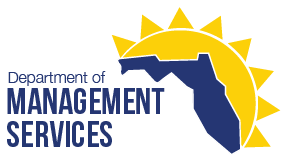 Department of
MANAGEMENT
SERVICES